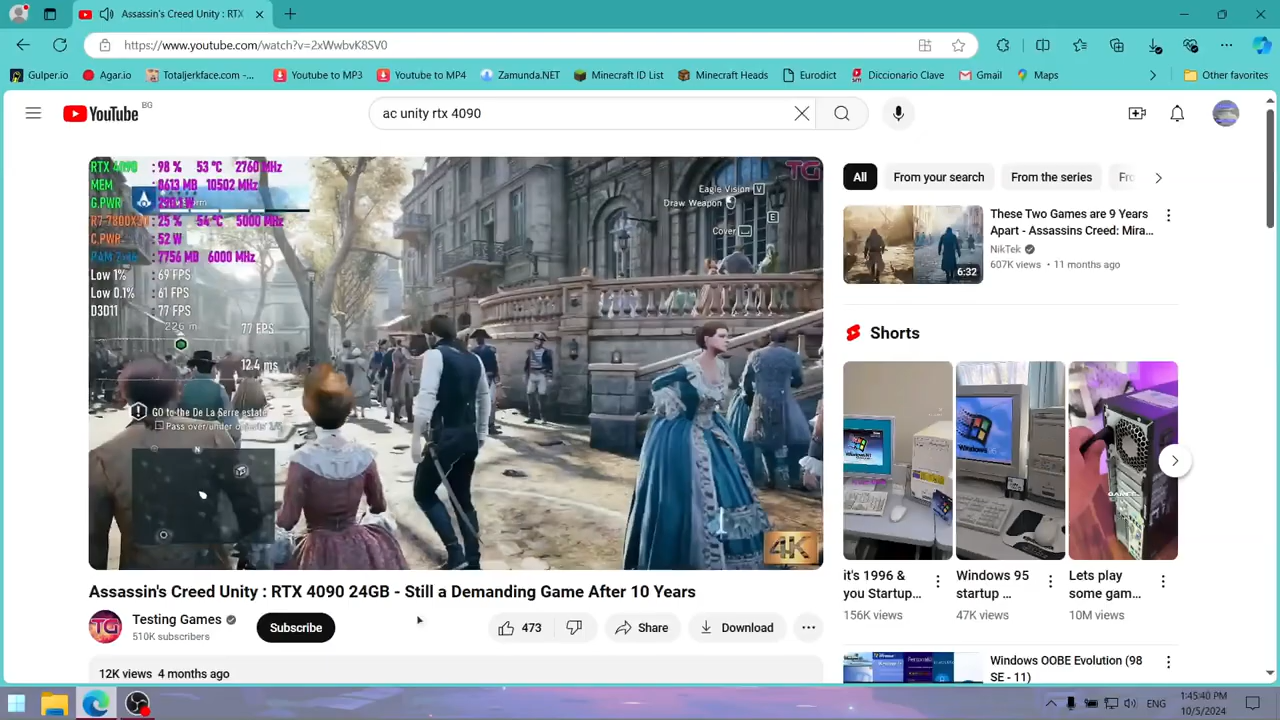 Assassin's Creed Unity : RTX
https://www.youtube.com/watch?v=2xWwbvK8SV0
Gulper.io
Agar.io
Totaljerkface.com -...
Youtube to MP3
Youtube to MP4
Zamunda.NET
Minecraft ID List
Minecraft Heads
Eurodict
Diccionario Clave
Gmail
Maps
Other favorites
YouTube
BG
ac unity rtx 4090
RTX 4090 : 98 % 53 °C 2760 MHz
MEM : 8613 MB 10502 MHz
G.PWR
: 25 % 54 °C 5000 MHz
C.PWR : 52 W
: 7756 MB 6000 MHz
Low 1% : 69 FPS
Low 0.1% : 61 FPS
D3D11 : 77 FPS
226 m
77 FPS
12.4 ms
GO to the De La Serre estate
Eagle Vision V
Draw Weapon
E
Cover
TG
N
4K
Assassin's Creed Unity : RTX 4090 24GB - Still a Demanding Game After 10 Years
TG
Testing Games
510K subscribers
Subscribe
473
Share
Download
12K views 4 months ago
All
From your search
From the series
Fro
These Two Games are 9 Years
Apart - Assassins Creed: Mira...
NikTek
607K views • 11 months ago
6:32
Shorts
it's 1996 &
you Startup...
156K views
Windows 95
startup ...
47K views
Lets play
some gam...
10M views
Windows OOBE Evolution (98
SE - 11)
ENG
1:45:40 PM
10/5/2024